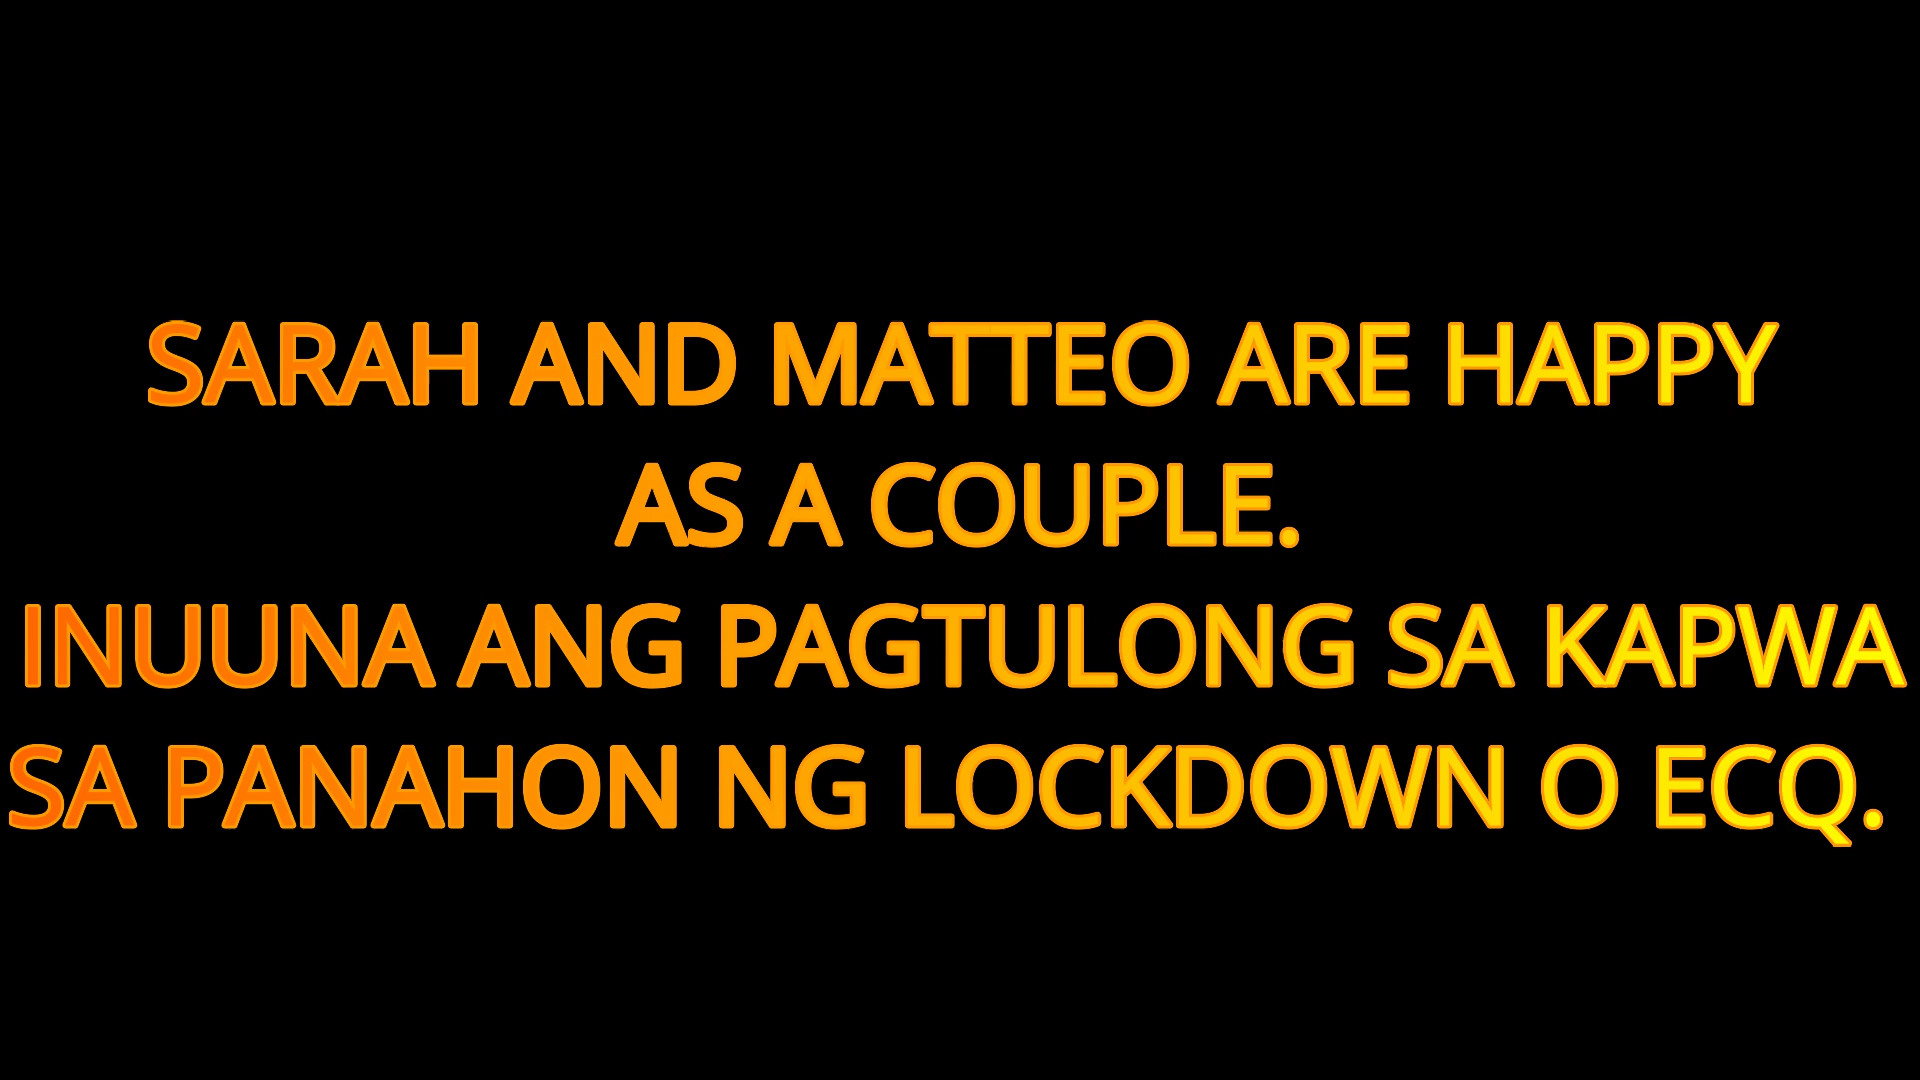 SARAH AND MATTEO ARE HAPPY
AS A COUPLE.
INUUNA ANG PAGTULONG SA KAPWA
SA PANAHON NG LOCKDOWN O ECQ.